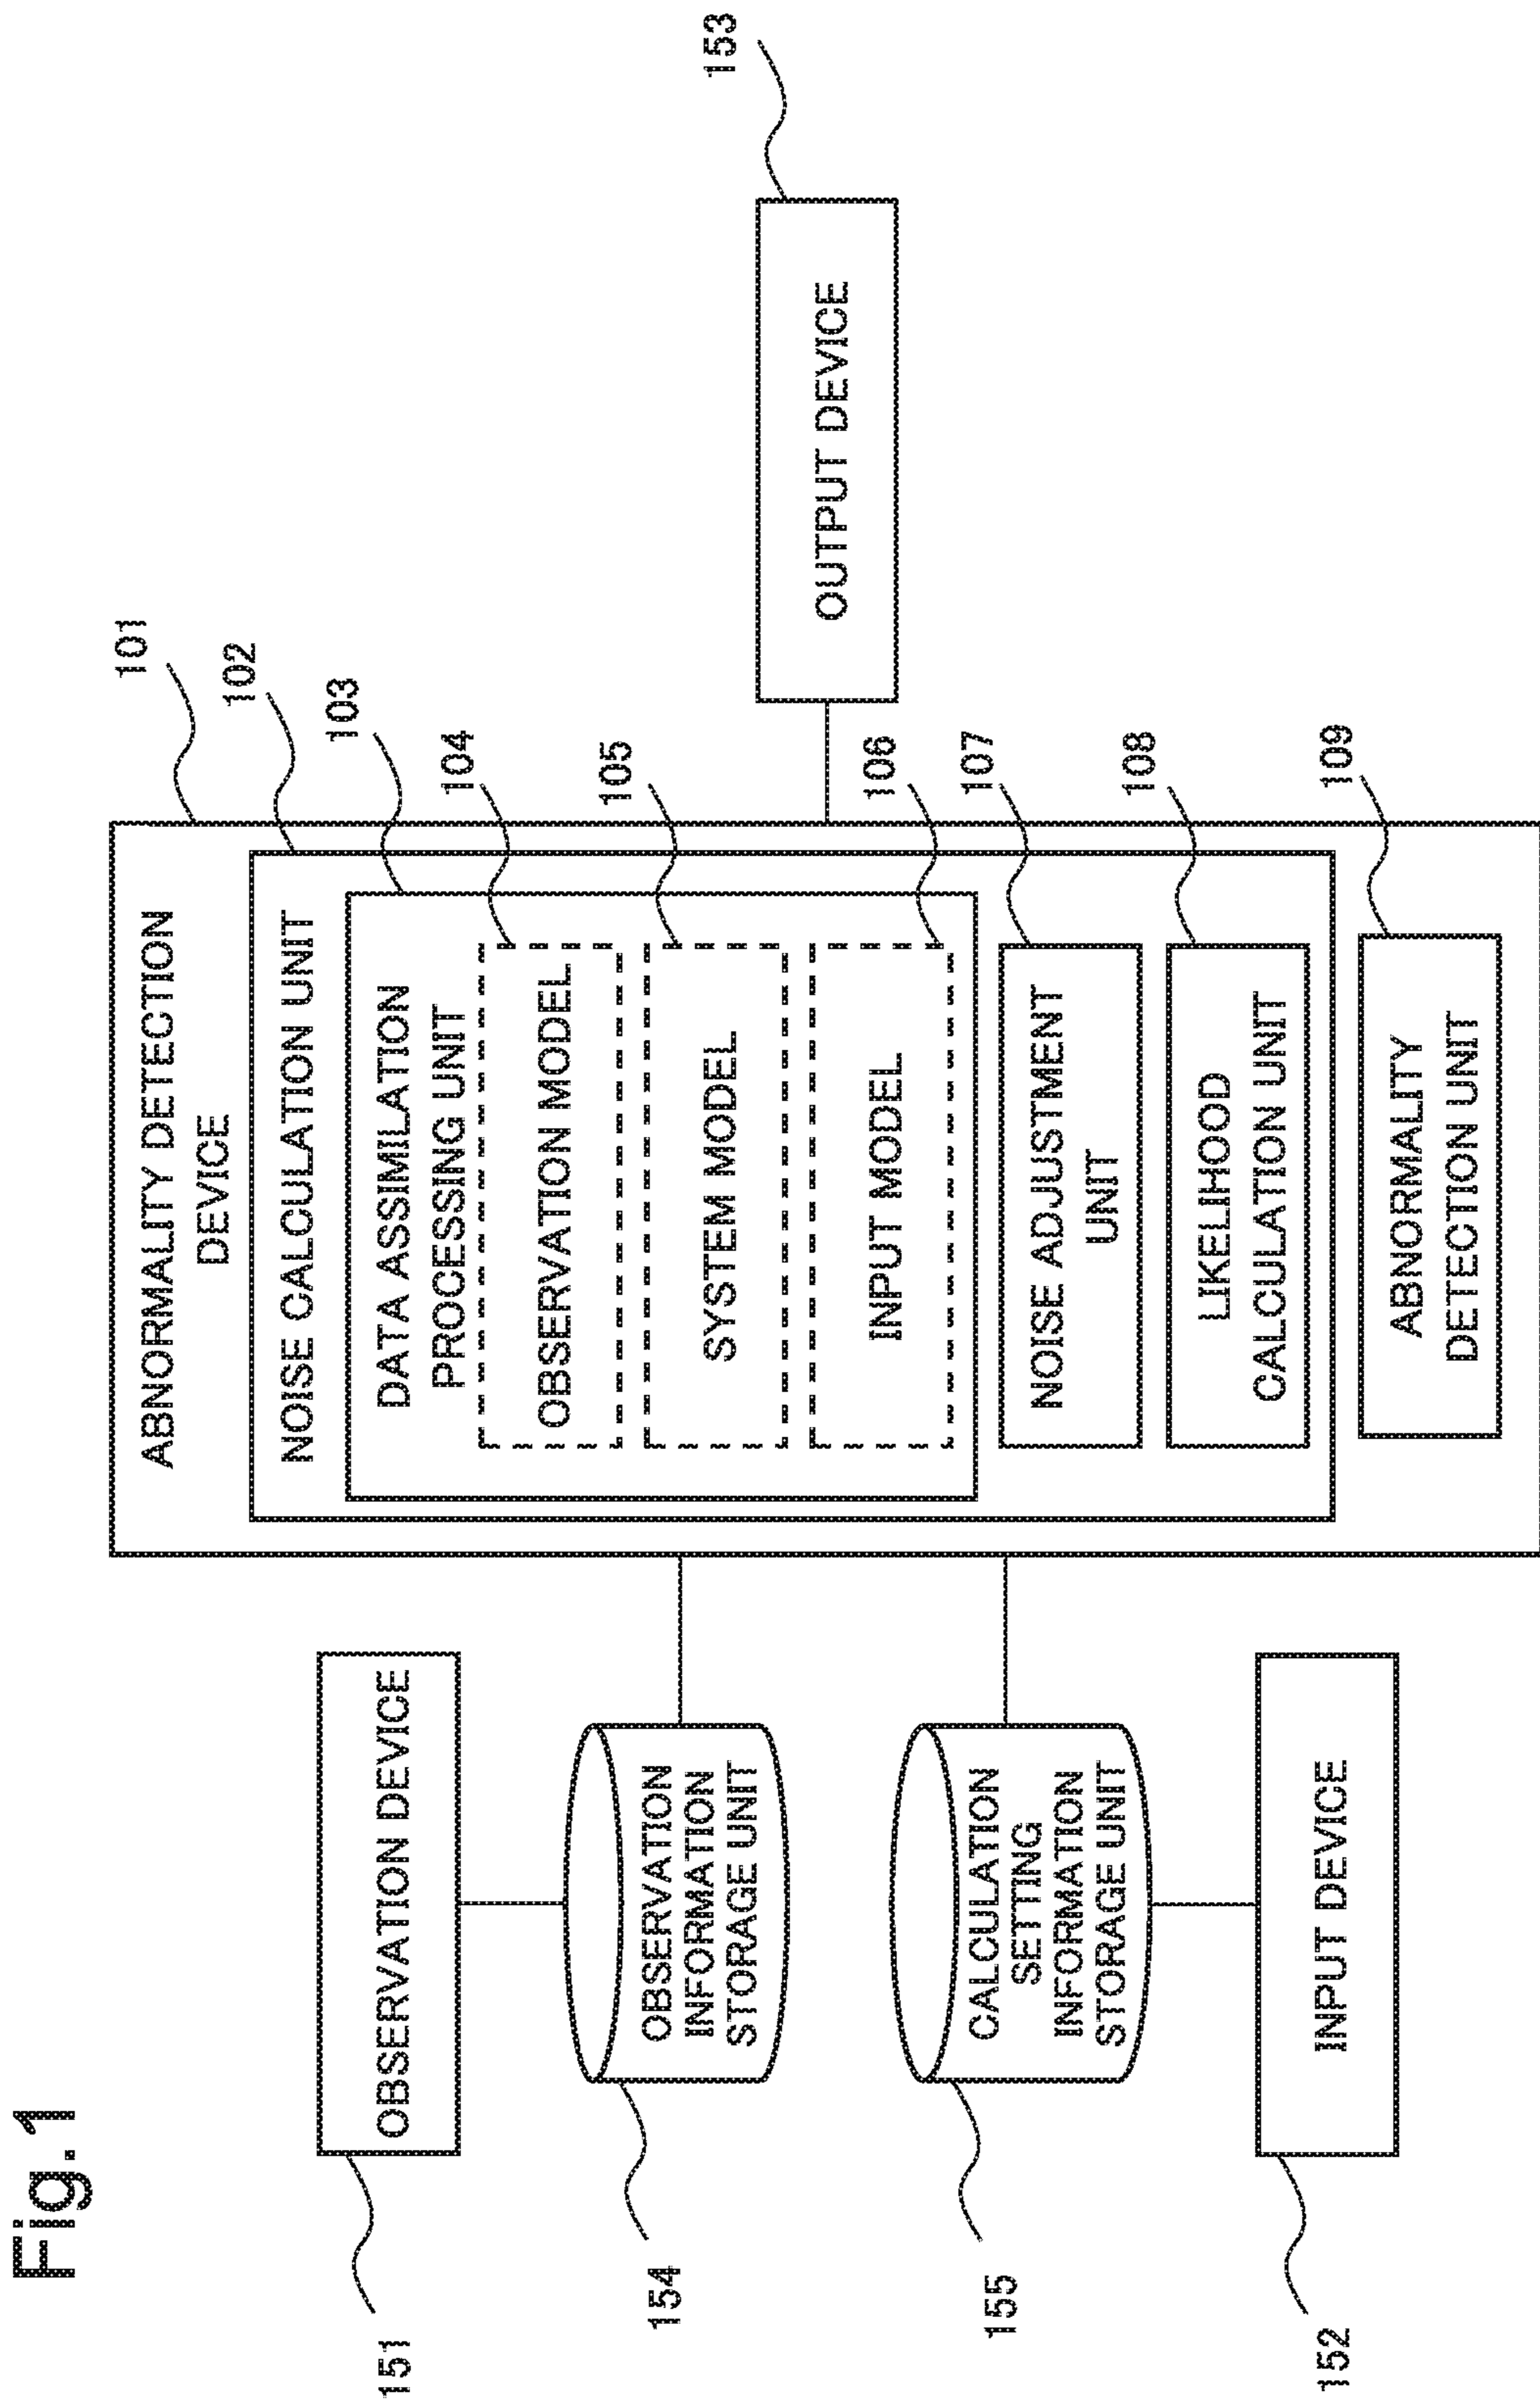 Fig.1
151
OBSERVATION DEVICE
154
OBSERVATION
INFORMATION
STORAGE UNIT
155
CALCULATION
SETTING
INFORMATION
STORAGE UNIT
152
INPUT DEVICE
101
ABNORMALITY DETECTION
DEVICE
102
NOISE CALCULATION UNIT
103
DATA ASSIMILATION
PROCESSING UNIT
104
OBSERVATION MODEL
105
SYSTEM MODEL
106
INPUT MODEL
107
NOISE ADJUSTMENT
UNIT
108
LIKELIHOOD
CALCULATION UNIT
109
ABNORMALITY
DETECTION UNIT
153
OUTPUT DEVICE